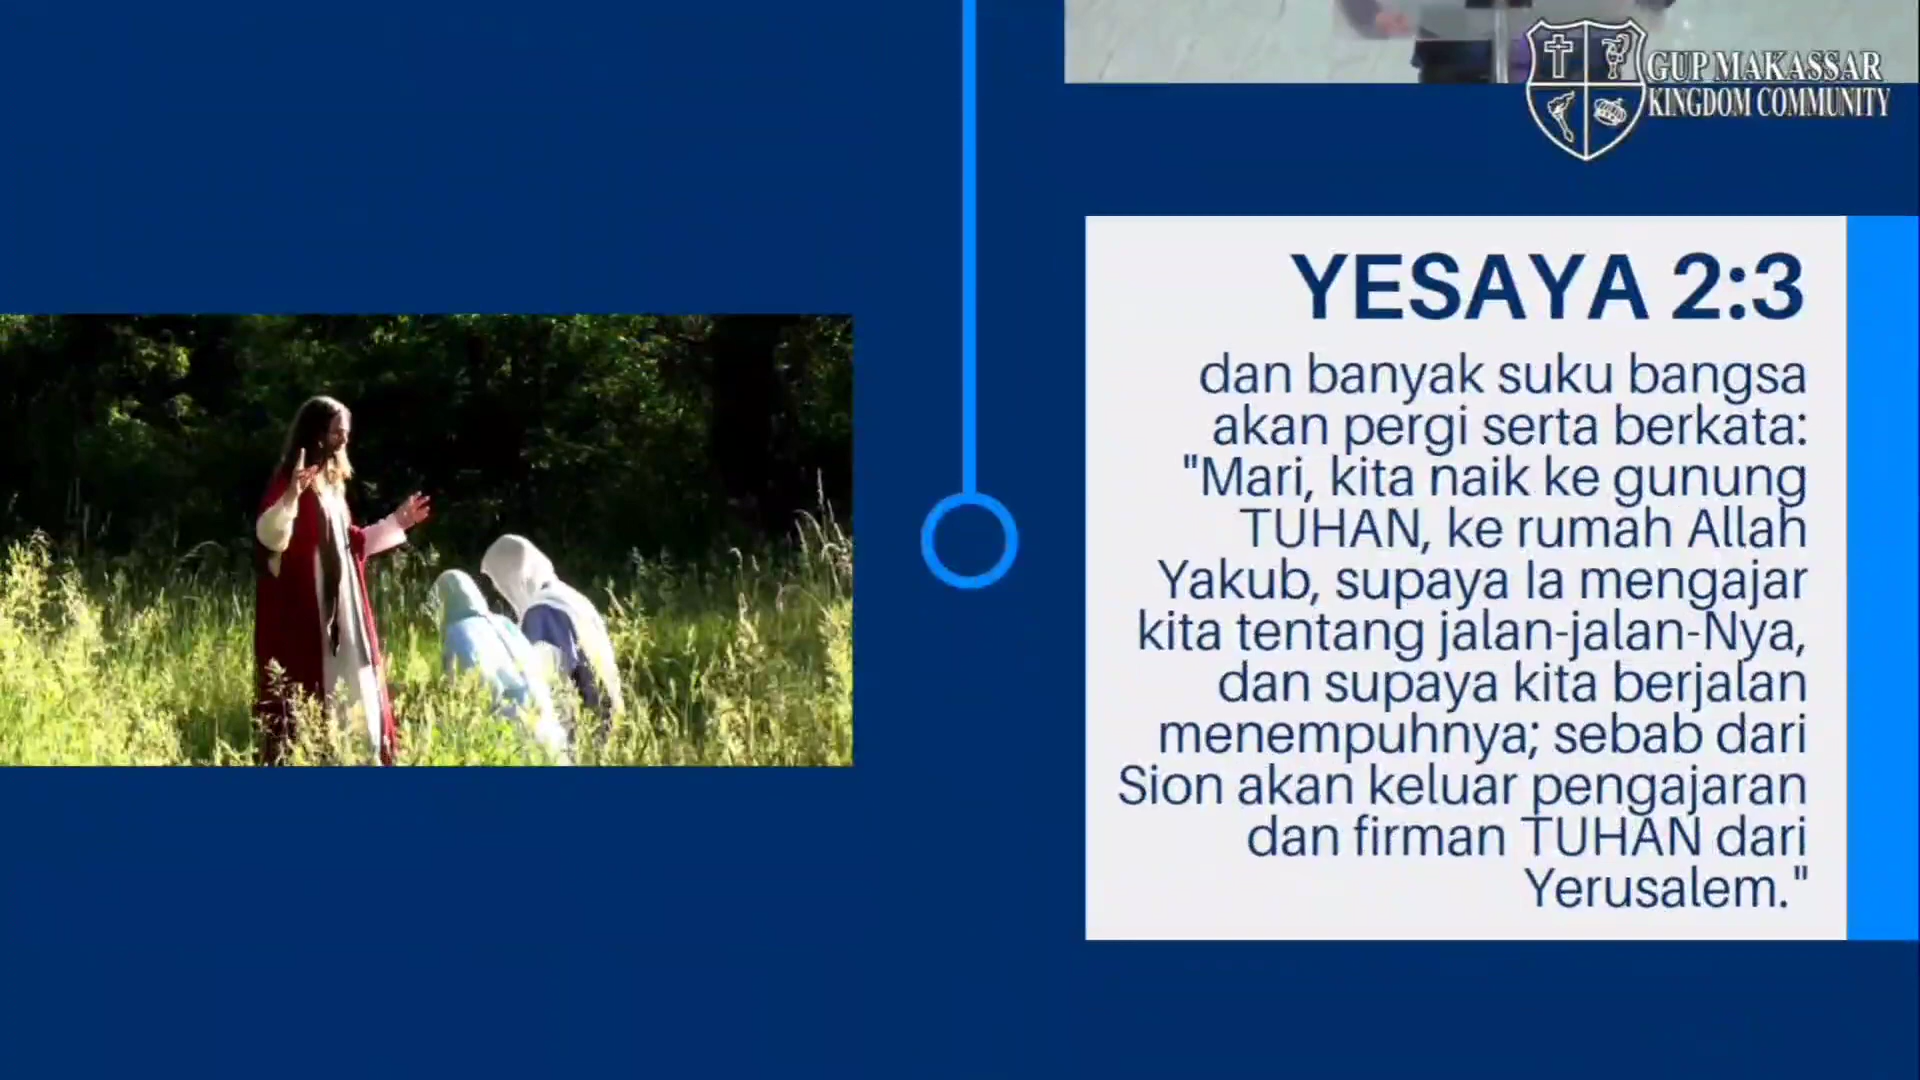 GUP MAKASSAR
KINGDOM COMMUNITY
YESAYA 2:3
dan banyak suku bangsa
akan pergi serta berkata:
"Mari, kita naik ke gunung
TUHAN, ke rumah Allah
Yakub, supaya Ia mengajar
kita tentang jalan-jalan-Nya,
dan supaya kita berjalan
menempuhnya; sebab dari
Sion akan keluar pengajaran
dan firman TUHAN dari
Yerusalem."